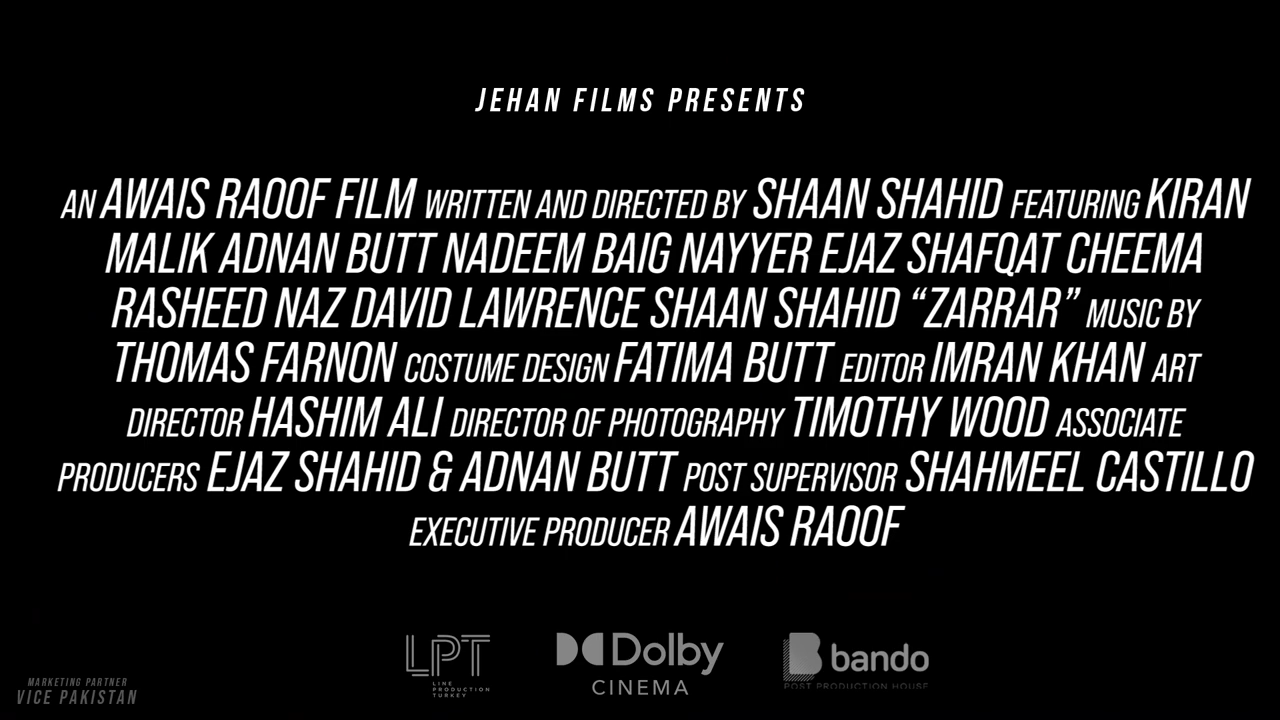 JEHAN FILMS PRESENTS
AN AWAIS RAOOF FILM WRITTEN AND DIRECTED BY SHAAN SHAHID FEATURING KIRAN
MALIK ADNAN BUTT NADEEM BAIG NAYYER EJAZ SHAFQAT CHEEMA
RASHEED NAZ DAVID LAWRENCE SHAAN SHAHID “ZARRAR” MUSIC BY
THOMAS FARNON COSTUME DESIGN FATIMA BUTT EDITOR IMRAN KHAN ART
DIRECTOR HASHIM ALI DIRECTOR OF PHOTOGRAPHY TIMOTHY WOOD ASSOCIATE
PRODUCERS EJAZ SHAHID & ADNAN BUTT POST SUPERVISOR SHAHMEEL CASTILLO
EXECUTIVE PRODUCER AWAIS RAOOF
MARKETING PARTNER
VICE PAKISTAN
LPT
LINE
PRODUCTION
TURKEY
Dolby
CINEMA
B bando
POST PRODUCTION HOUSE